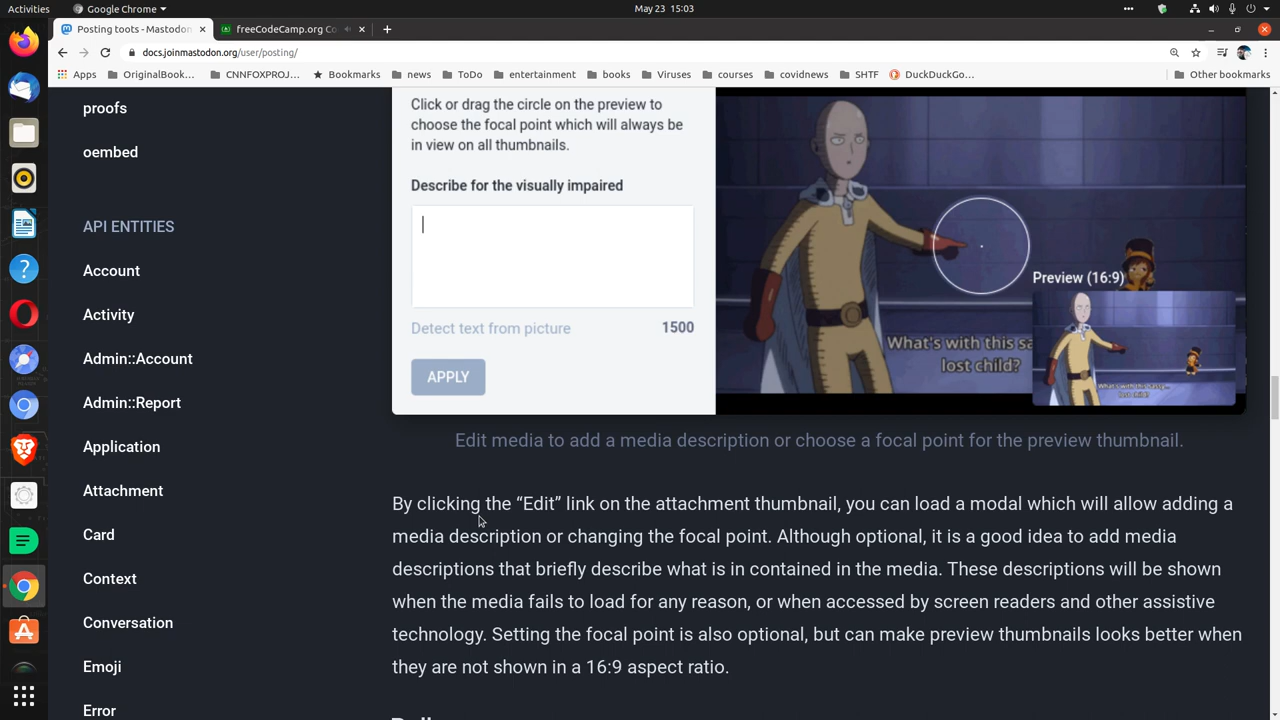 Activities
Google Chrome
May 23 15:03
Posting toots - Mastodon
freeCodeCamp.org Co
docs.joinmastodon.org/user/posting/
Apps
OriginalBook...
CNNFOXPROJ...
Bookmarks
news
ToDo
entertainment
books
Viruses
courses
covidnews
SHTF
DuckDuckGo...
Other bookmarks
proofs
oembed
API ENTITIES
Account
Activity
Admin::Account
Admin::Report
Application
Attachment
Card
Context
Conversation
Emoji
Error
Click or drag the circle on the preview to
choose the focal point which will always be
in view on all thumbnails.
Describe for the visually impaired
Detect text from picture
1500
APPLY
What's with this sa
lost child?
Preview (16:9)
What's with this sassy...
lost child?
Edit media to add a media description or choose a focal point for the preview thumbnail.
By clicking the “Edit” link on the attachment thumbnail, you can load a modal which will allow adding a
media description or changing the focal point. Although optional, it is a good idea to add media
descriptions that briefly describe what is in contained in the media. These descriptions will be shown
when the media fails to load for any reason, or when accessed by screen readers and other assistive
technology. Setting the focal point is also optional, but can make preview thumbnails looks better when
they are not shown in a 16:9 aspect ratio.